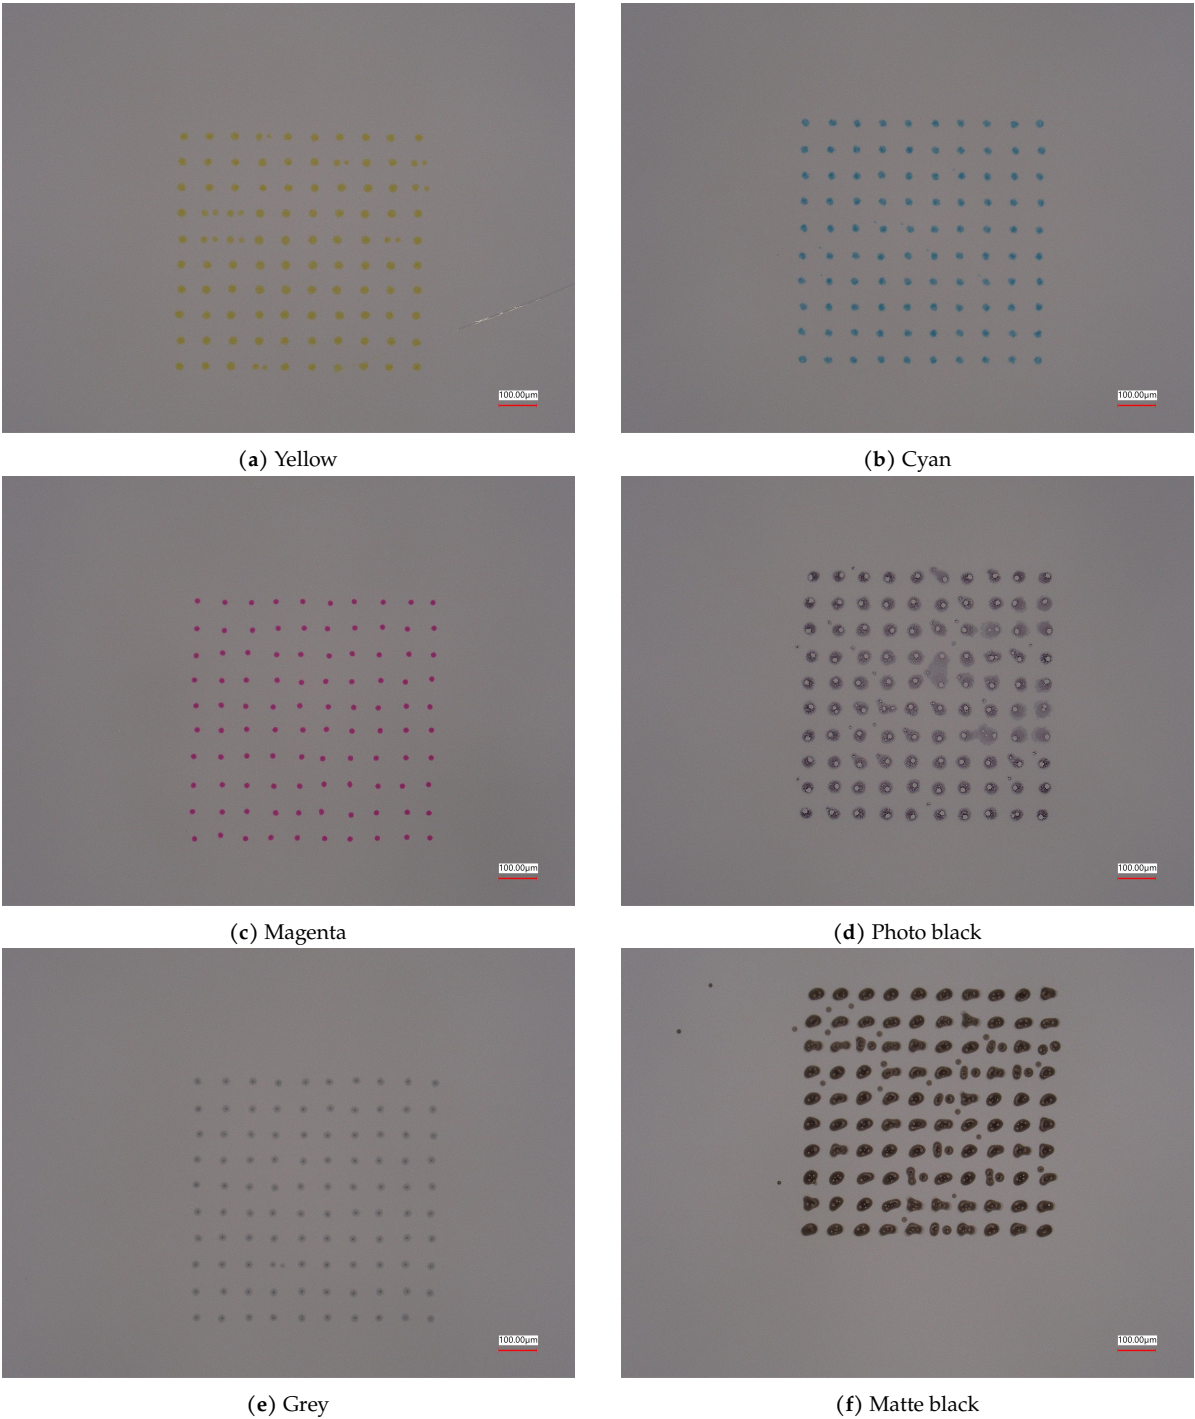 100.00µm
100.00µm
(a) Yellow
(b) Cyan
100.00µm
100.00µm
(c) Magenta
(d) Photo black
100.00µm
100.00µm
(e) Grey
(f) Matte black